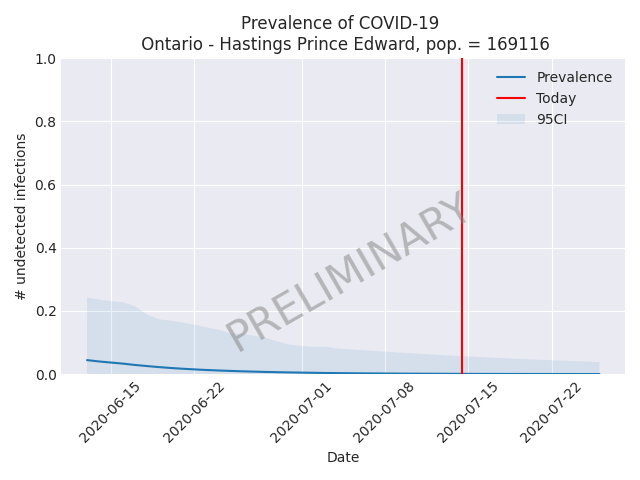 Prevalence of COVID-19
Ontario - Hastings Prince Edward, pop. = 169116
1.0
0.8
0.6
0.4
0.2
0.0
# undetected infections
Prevalence
Today
95CI
PRELIMINARY
2020-06-15
2020-06-22
2020-07-01
2020-07-08
2020-07-15
2020-07-22
Date